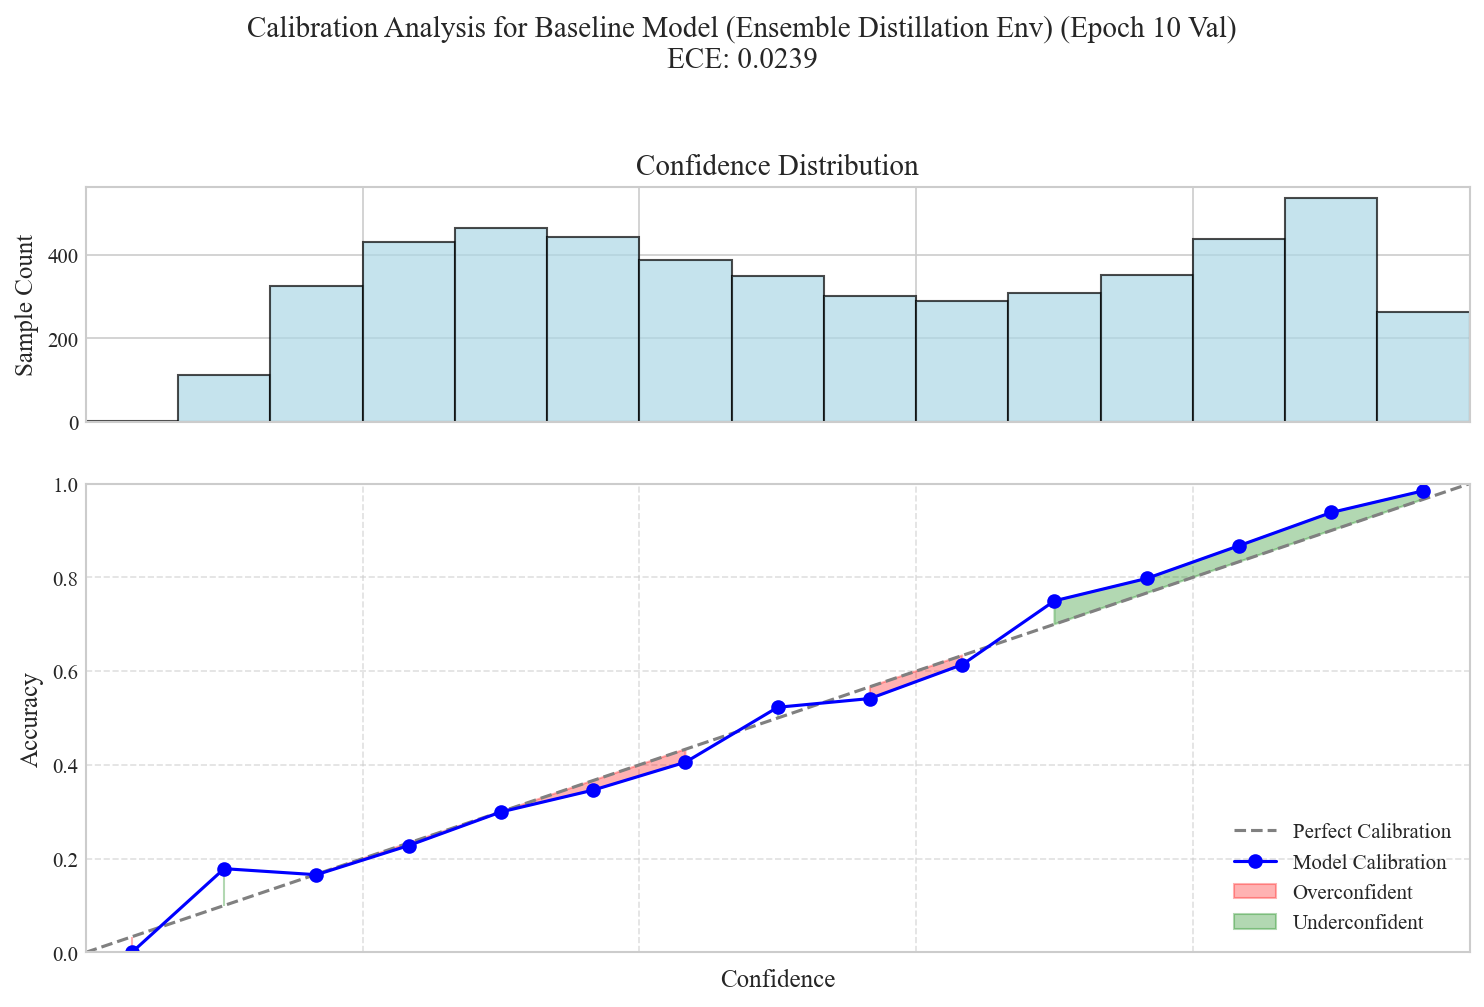 Calibration Analysis for Baseline Model (Ensemble Distillation Env) (Epoch 10 Val)
ECE: 0.0239
Confidence Distribution
Sample Count
400
200
0
Accuracy
1.0
0.8
0.6
0.4
0.2
0.0
Perfect Calibration
Model Calibration
Overconfident
Underconfident
Confidence